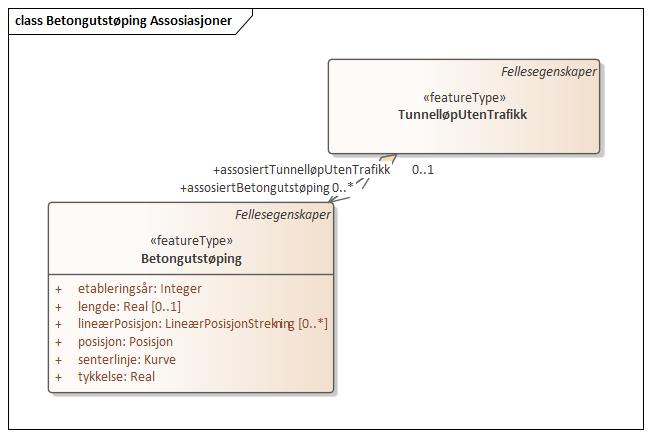 class Betongutstøping Assosiasjoner
Fellesegenskaper
«featureType»
TunnelløpUtenTrafikk
+assosiertTunnelløpUtenTrafikk 0..1
+assosiertBetongutstøping 0..*
Fellesegenskaper
«featureType»
Betongutstøping
+ etableringsår: Integer
+ lengde: Real [0..1]
+ lineærPosisjon: LineærPosisjonStrekning [0..*]
+ posisjon: Posisjon
+ senterlinje: Kurve
+ tykkelse: Real